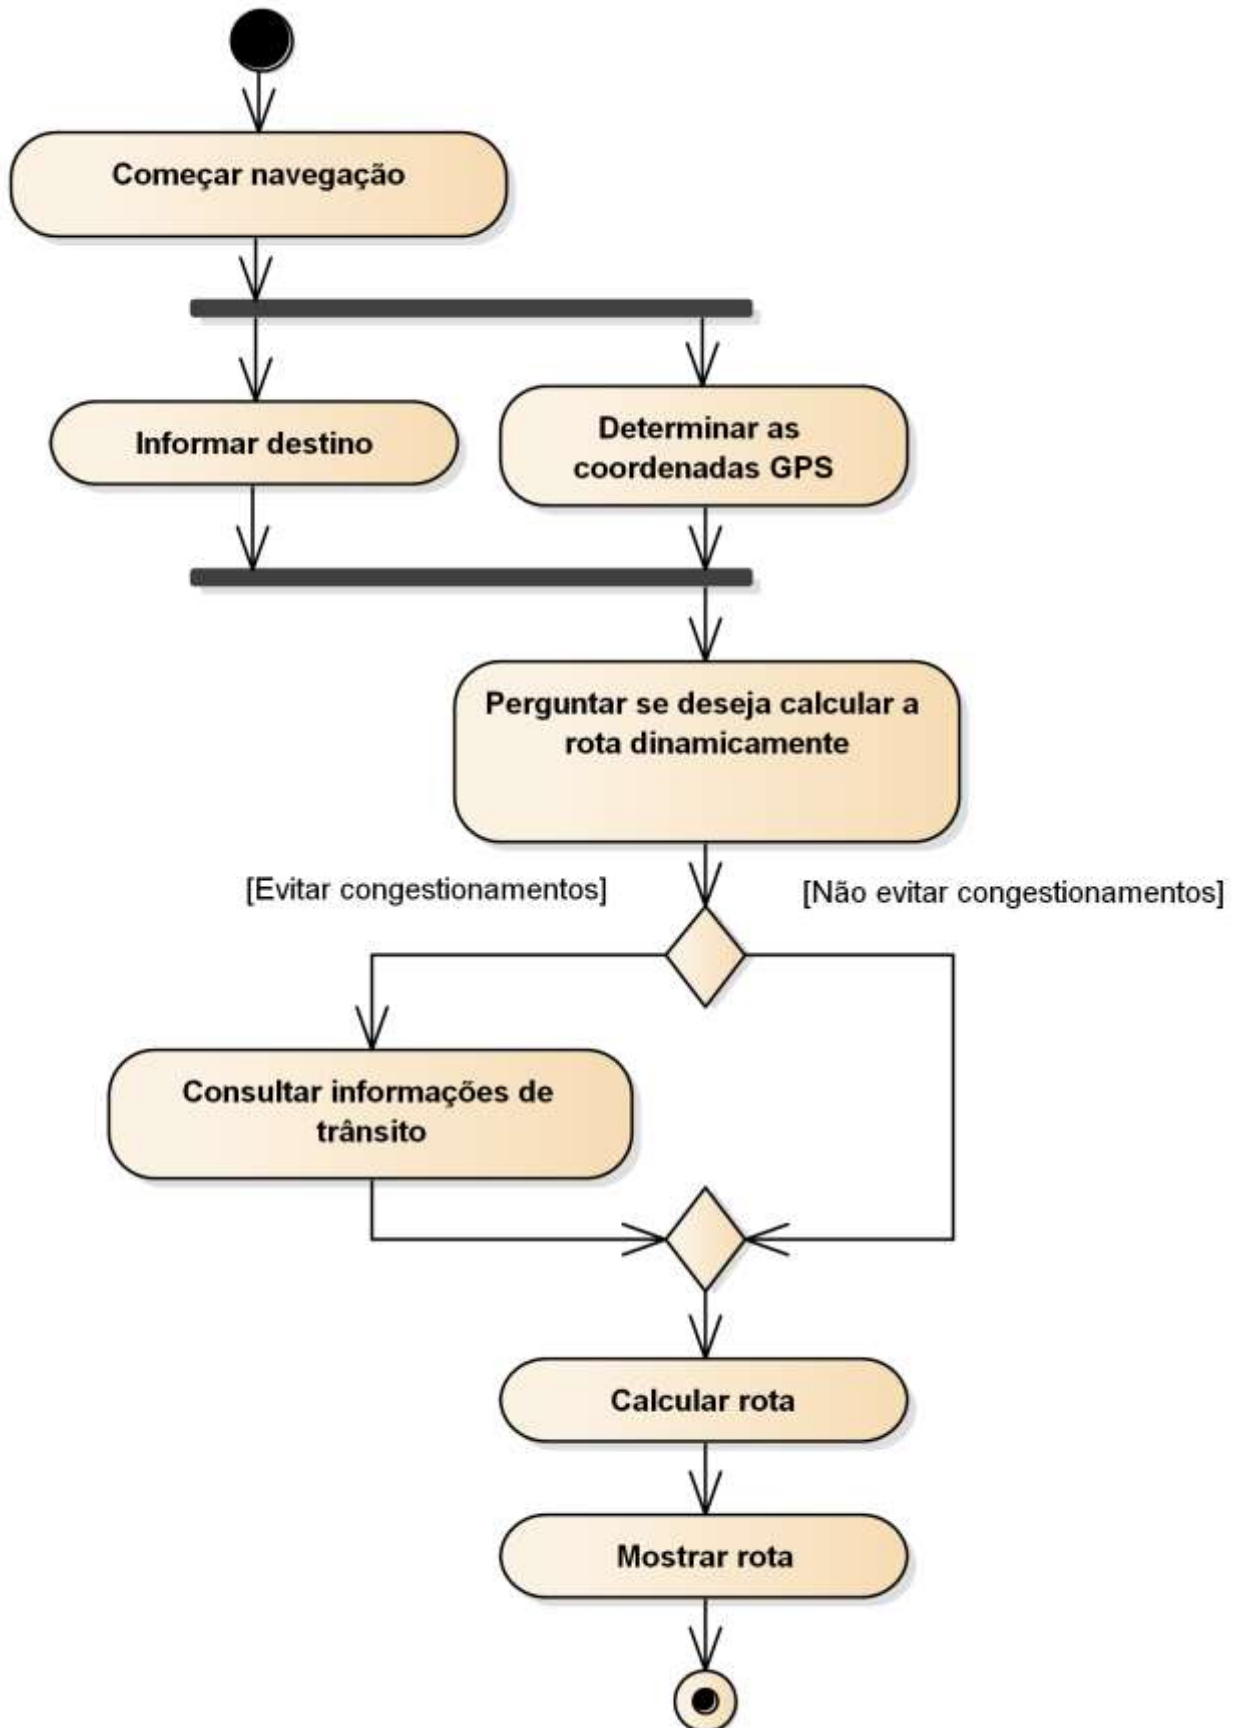 Começar navegação
Informar destino
Determinar as
coordenadas GPS
Perguntar se deseja calcular a
rota dinamicamente
[Evitar congestionamentos]
[Não evitar congestionamentos]
Consultar informações de
trânsito
Calcular rota
Mostrar rota